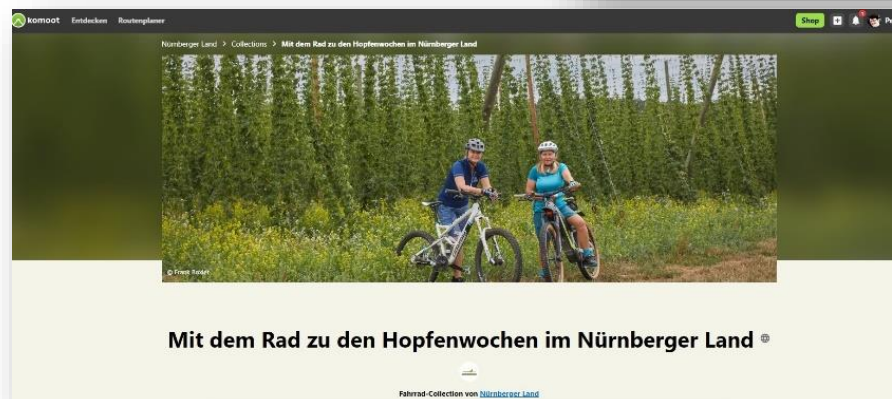 komoot Entdecken Routenplaner Shop
Nürnberger Land > Collections > Mit dem Rad zu den Hopfenwochen im Nürnberger Land
© Frank
Mit dem Rad zu den Hopfenwochen im Nürnberger Land
Fahrrad-Collection von Nürnberger Land